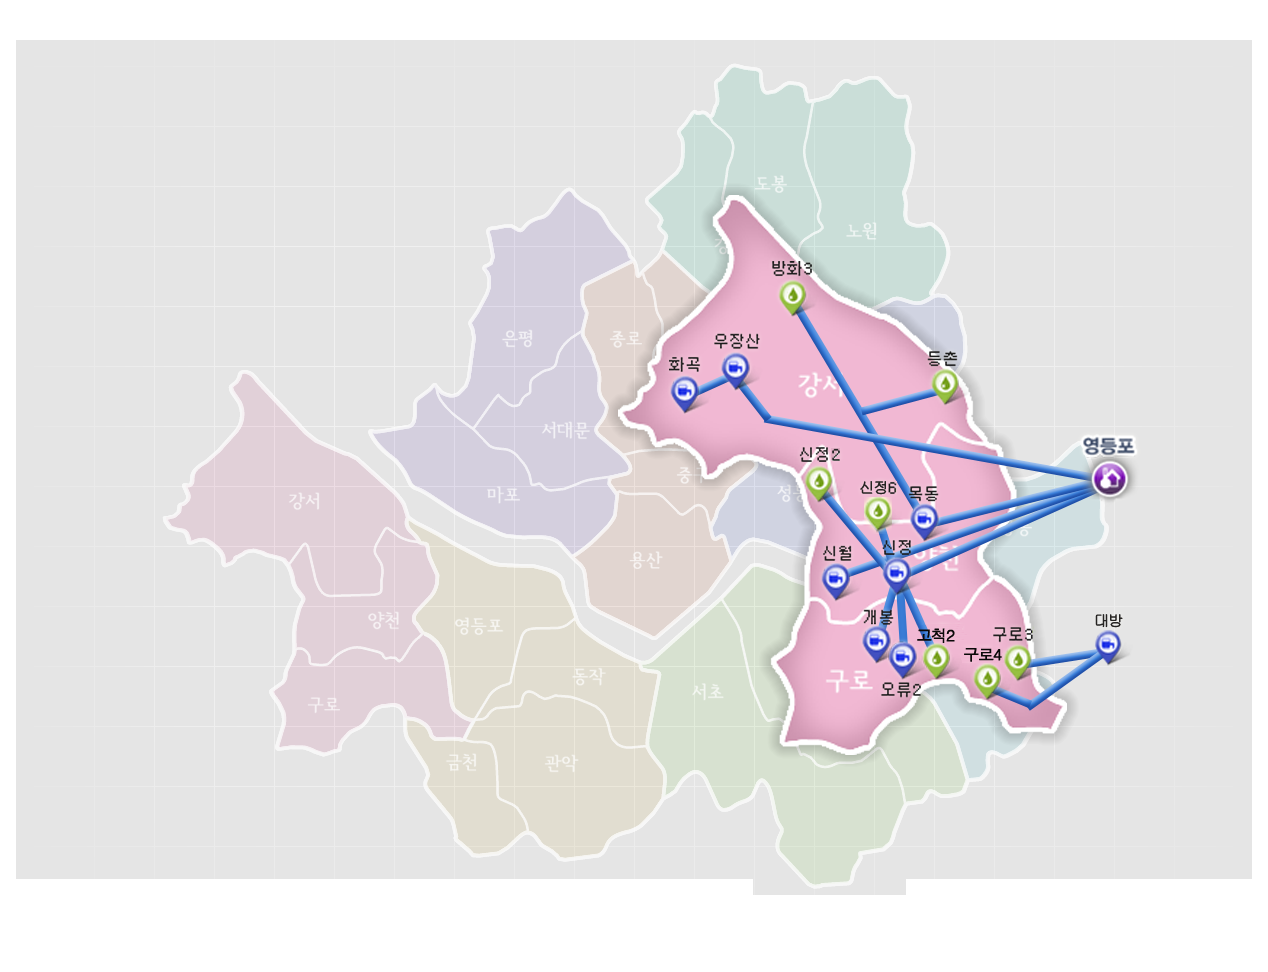 도봉
노원
방화3
은평
종로
우장산
화곡
등촌
강서
서대문
영등포
신정2
중구
마포
신정6
목동
강서
신월
신정
양천
용산
양천
영등포
개봉
대방
고척2
구로3
구로4
동작
구로
오류2
서초
구로
금천
관악